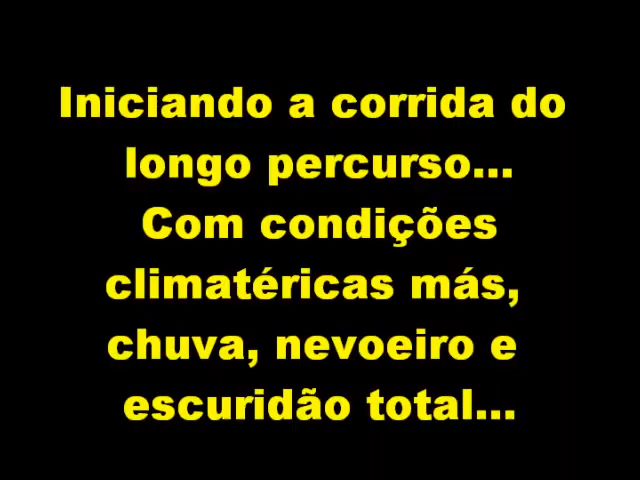 Iniciando a corrida do
longo percurso...
Com condições
climatéricas más,
chuva, nevoeiro e
escuridão total...